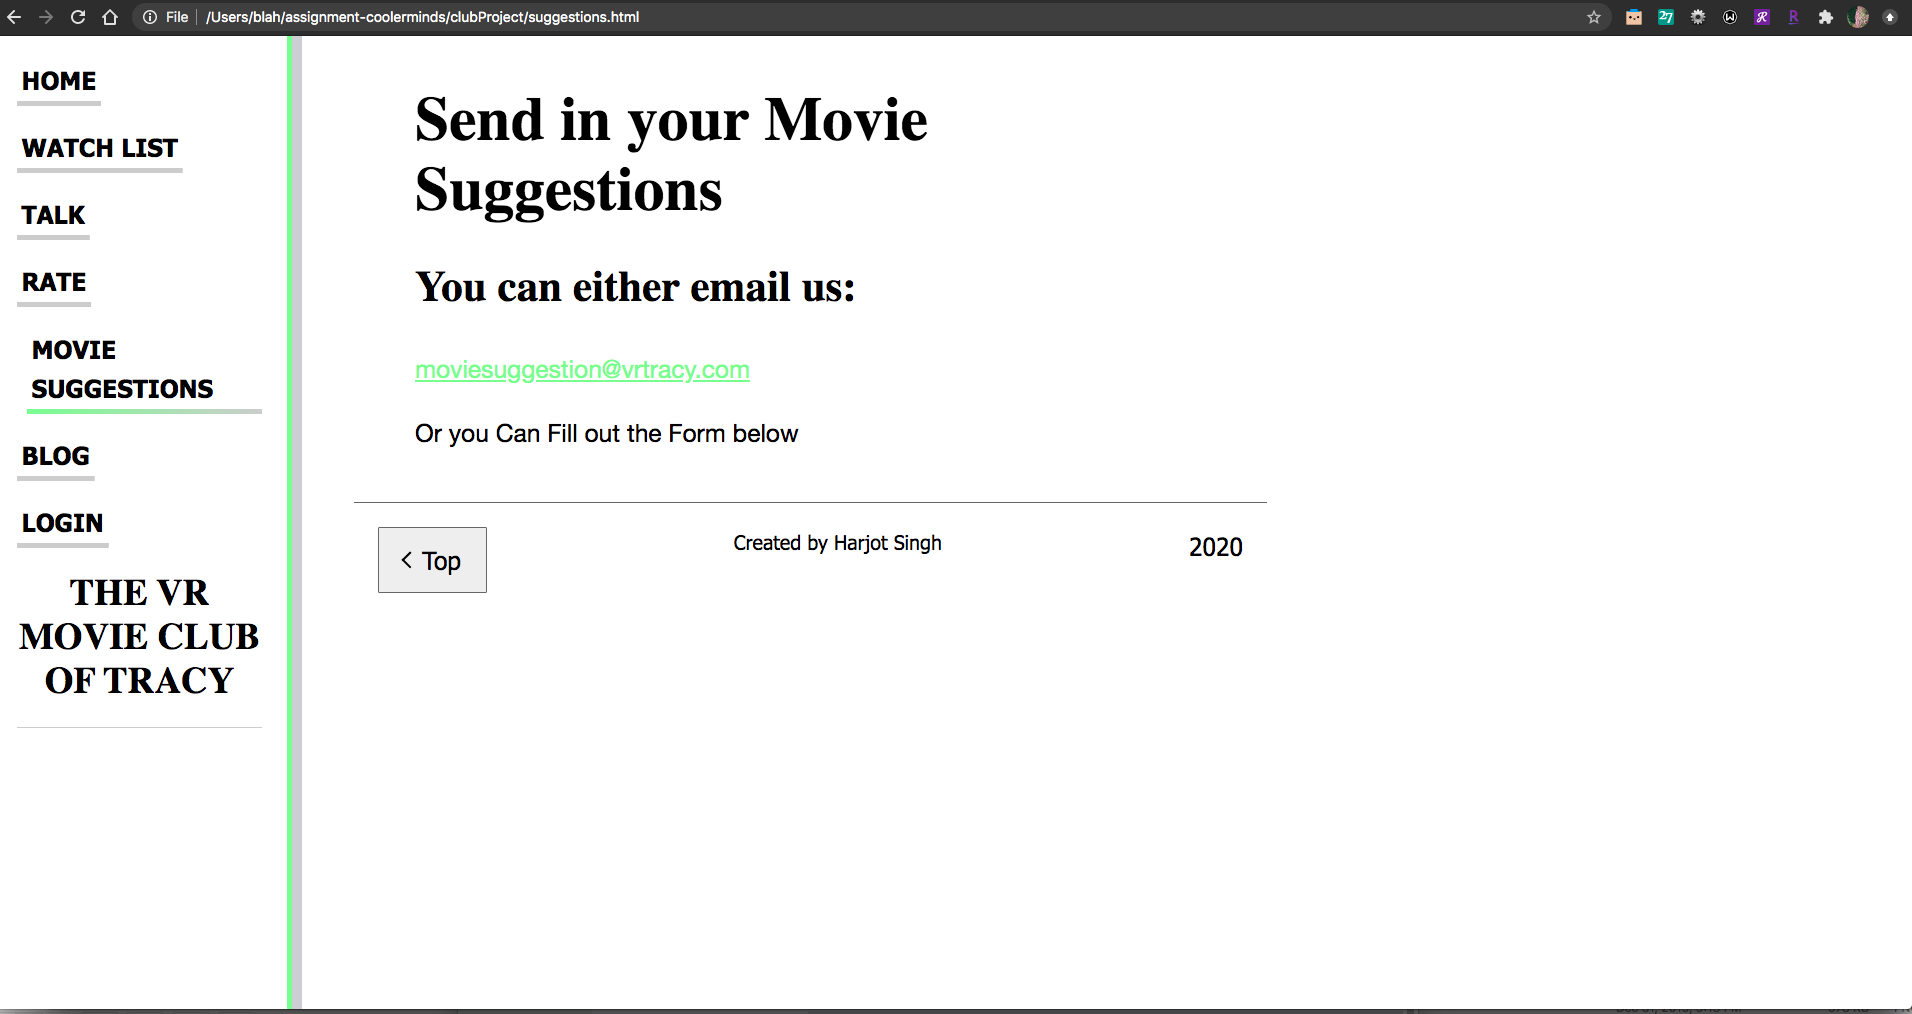 File /Users/blah/assignment-coolerminds/clubProject/suggestions.html
27
HOME
WATCH LIST
TALK
RATE
MOVIE
SUGGESTIONS
BLOG
LOGIN
THE VR
MOVIE CLUB
OF TRACY
Send in your Movie
Suggestions
You can either email us:
moviesuggestion@vrtracy.com
Or you Can Fill out the Form below
Top
Created by Harjot Singh
2020